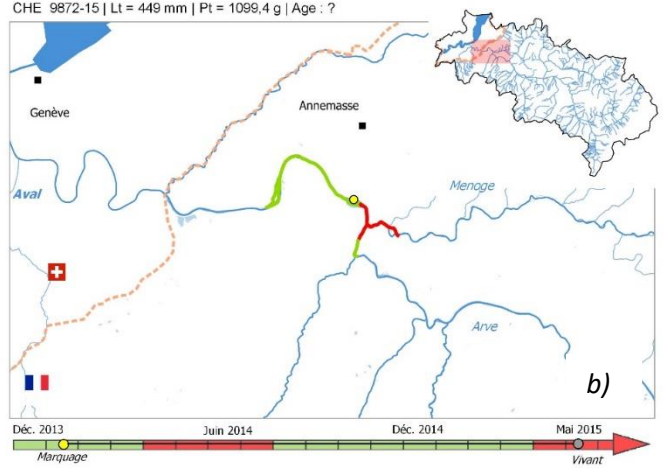 CHE 9872-15 | Lt = 449 mm | Pt = 1099,4 g | Age : ?
Genève
Annemasse
Aval
Menoge
Arve
b)
Déc. 2013
Juin 2014
Déc. 2014
Mai 2015
Marquage
Vivant